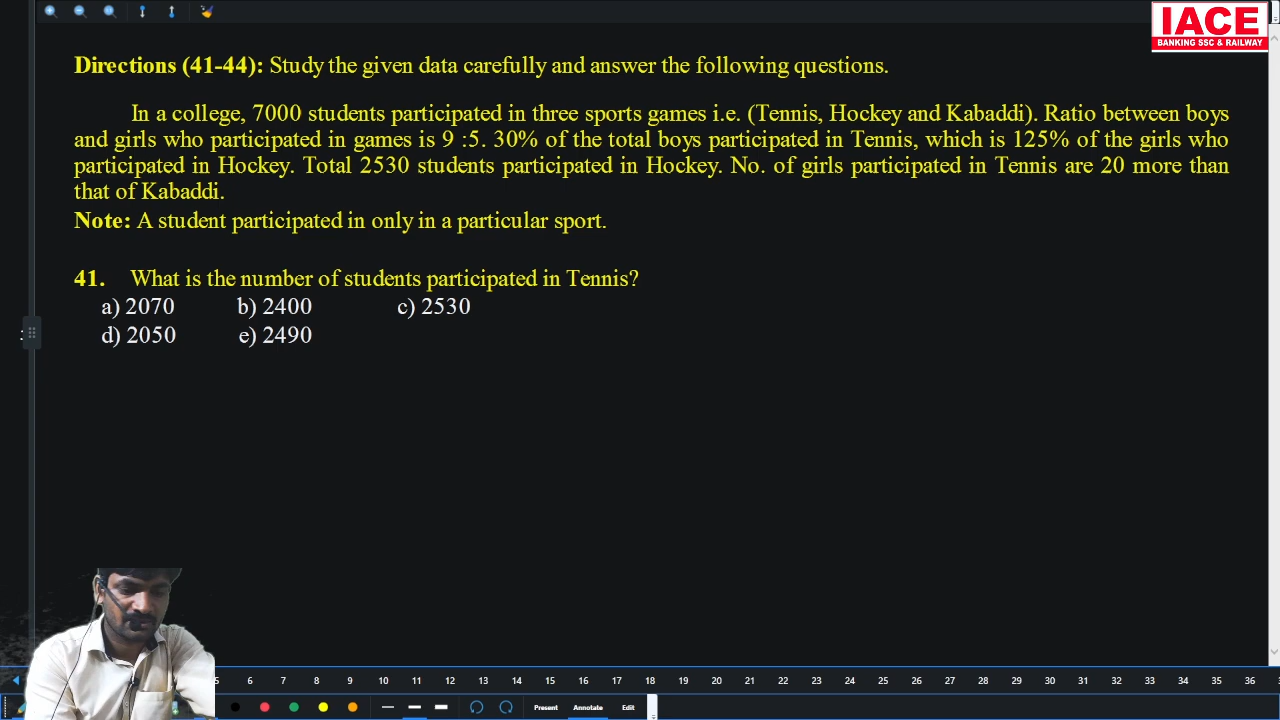 IACE
BANKING SSC & RAILWAY
Directions (41-44): Study the given data carefully and answer the following questions.
In a college, 7000 students participated in three sports games i.e. (Tennis, Hockey and Kabaddi). Ratio between boys
and girls who participated in games is 9 :5. 30% of the total boys participated in Tennis, which is 125% of the girls who
participated in Hockey. Total 2530 students participated in Hockey. No. of girls participated in Tennis are 20 more than
that of Kabaddi.
Note: A student participated in only in a particular sport.
41. What is the number of students participated in Tennis?
a) 2070 b) 2400 c) 2530
d) 2050 e) 2490
5 6 7 8 9 10 11 12 13 14 15 16 17 18 19 20 21 22 23 24 25 26 27 28 29 30 31 32 33 34 35 36
Present Annotate Edit